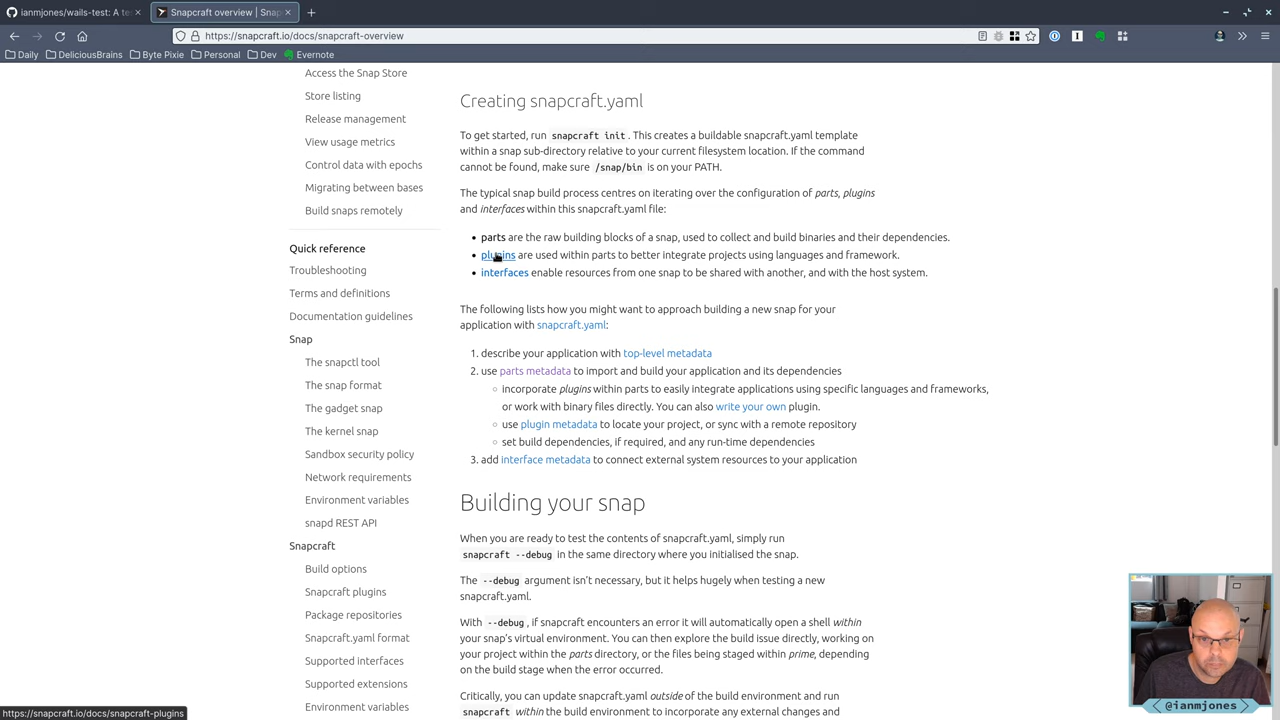 ianmjones/wails-test: A te
Snapcraft overview | Snap
https://snapcraft.io/docs/snapcraft-overview
Daily
DeliciousBrains
Byte Pixie
Personal
Dev
Evernote
Access the Snap Store
Store listing
Release management
View usage metrics
Control data with epochs
Migrating between bases
Build snaps remotely
Quick reference
Troubleshooting
Terms and definitions
Documentation guidelines
Snap
The snapctl tool
The snap format
The gadget snap
The kernel snap
Sandbox security policy
Network requirements
Environment variables
snapd REST API
Snapcraft
Build options
Snapcraft plugins
Package repositories
Snapcraft.yaml format
Supported interfaces
Supported extensions
Environment variables
Creating snapcraft.yaml
To get started, run snapcraft init. This creates a buildable snapcraft.yaml template
within a snap sub-directory relative to your current filesystem location. If the command
cannot be found, make sure /snap/bin is on your PATH.
The typical snap build process centres on iterating over the configuration of parts, plugins
and interfaces within this snapcraft.yaml file:
• parts are the raw building blocks of a snap, used to collect and build binaries and their dependencies.
• plugins are used within parts to better integrate projects using languages and framework.
• interfaces enable resources from one snap to be shared with another, and with the host system.
The following lists how you might want to approach building a new snap for your
application with snapcraft.yaml:
1. describe your application with top-level metadata
2. use parts metadata to import and build your application and its dependencies
incorporate plugins within parts to easily integrate applications using specific languages and frameworks,
or work with binary files directly. You can also write your own plugin.
use plugin metadata to locate your project, or sync with a remote repository
set build dependencies, if required, and any run-time dependencies
3. add interface metadata to connect external system resources to your application
Building your snap
When you are ready to test the contents of snapcraft.yaml, simply run
snapcraft --debug in the same directory where you initialised the snap.
The --debug argument isn't necessary, but it helps hugely when testing a new
snapcraft.yaml.
With --debug, if snapcraft encounters an error it will automatically open a shell within
your snap's virtual environment. You can then explore the build issue directly, working on
your project within the parts directory, or the files being staged within prime, depending
on the build stage when the error occurred.
Critically, you can update snapcraft.yaml outside of the build environment and run
snapcraft within the build environment to incorporate any external changes and
https://snapcraft.io/docs/snapcraft-plugins
@ianmjones